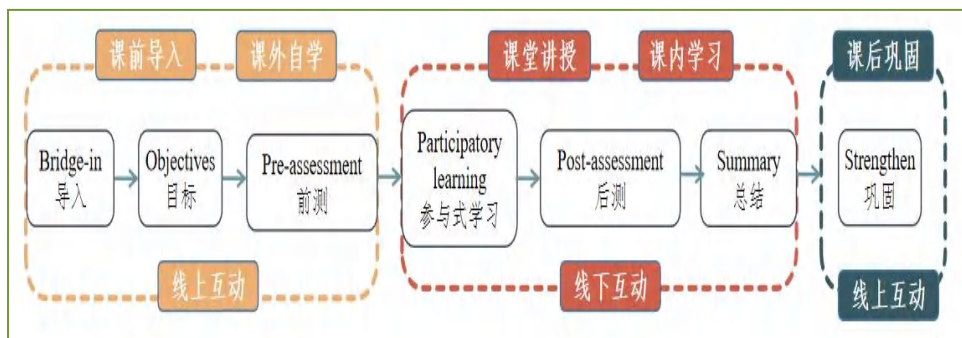 课前导入
课外自学
课堂讲授
课内学习
课后巩固
Bridge-in
导入
Objectives
目标
Pre-assessment
前测
Participatory
learning
参与式学习
Post-assessment
后测
Summary
总结
Strengthen
巩固
线上互动
线下互动
线上互动